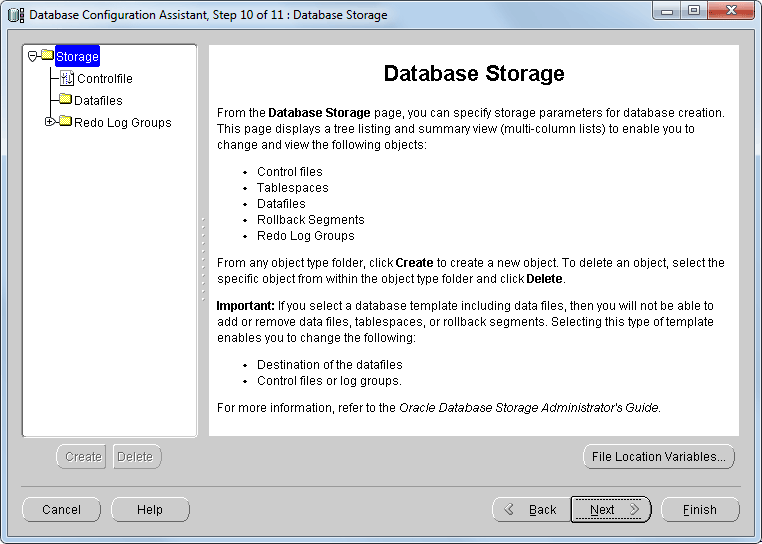 Database Configuration Assistant, Step 10 of 11 : Database Storage
Storage
Controlfile
Datafiles
Redo Log Groups
Database Storage
From the Database Storage page, you can specify storage parameters for database creation.
This page displays a tree listing and summary view (multi-column lists) to enable you to
change and view the following objects:
• Control files
• Tablespaces
• Datafiles
• Rollback Segments
• Redo Log Groups
From any object type folder, click Create to create a new object. To delete an object, select the
specific object from within the object type folder and click Delete.
Important: If you select a database template including data files, then you will not be able to
add or remove data files, tablespaces, or rollback segments. Selecting this type of template
enables you to change the following:
• Destination of the datafiles
• Control files or log groups.
For more information, refer to the Oracle Database Storage Administrator's Guide.
Create Delete File Location Variables...
Cancel Help Back Next Finish